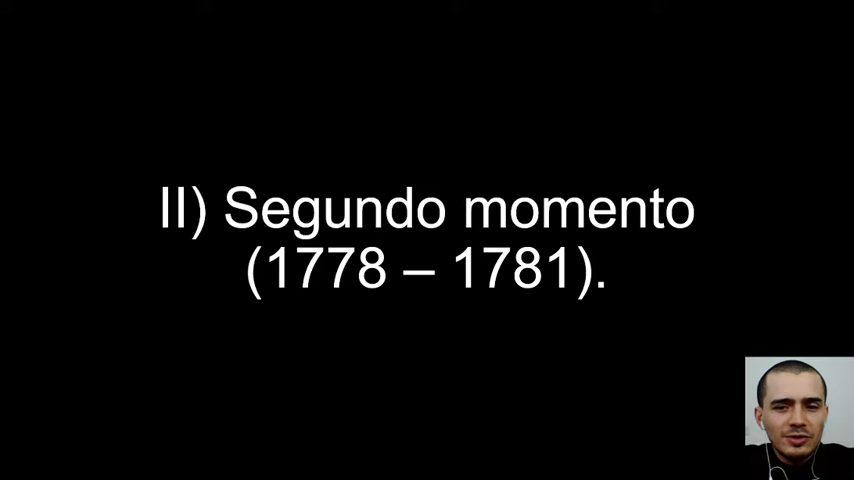 II) Segundo momento
(1778 – 1781).